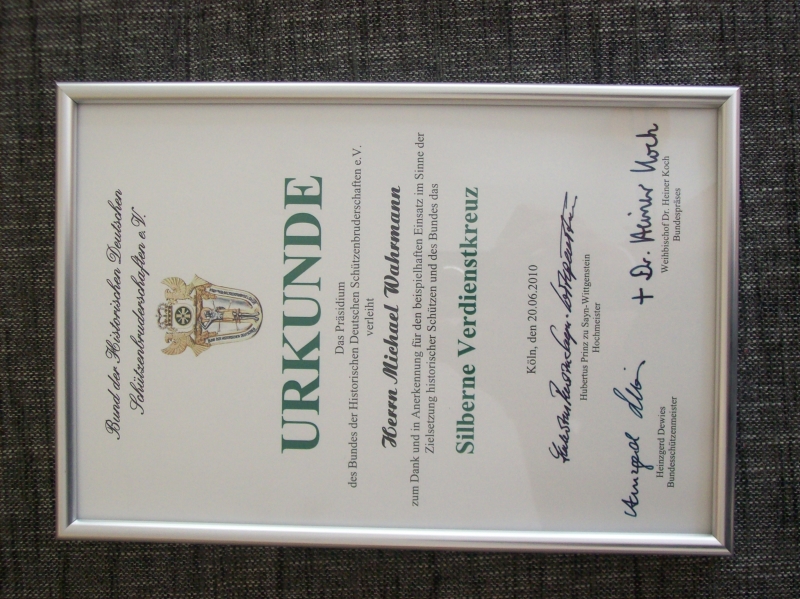 Bund der Historischen Deutschen
Schützenbruderschaften e.V.
URKUNDE
Das Präsidium
des Bundes der Historischen Deutschen Schützenbruderschaften e.V.
verleiht
Herrn Michael Wahrmann
zum Dank und in Anerkennung für den beispielhaften Einsatz im Sinne der
Zielsetzung historischer Schützen und des Bundes das
Silberne Verdienstkreuz
Köln, den 20.06.2010
Hubertus Prinz zu Sayn-Wittgenstein
Hochmeister
+ Dr. Heiner Koch
Heinzgerd Dewies
Bundesschützenmeister
Weihbischof Dr. Heiner Koch
Bundespräses